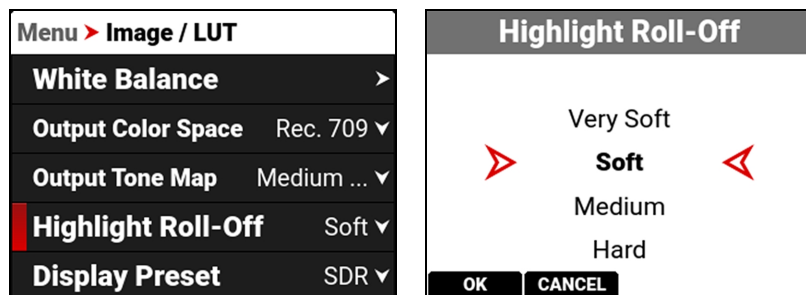 Menu > Image / LUT
White Balance >
Output Color Space Rec. 709
Output Tone Map Medium ...
Highlight Roll-Off Soft
Display Preset SDR
Highlight Roll-Off
Very Soft
Soft
Medium
Hard
OK CANCEL